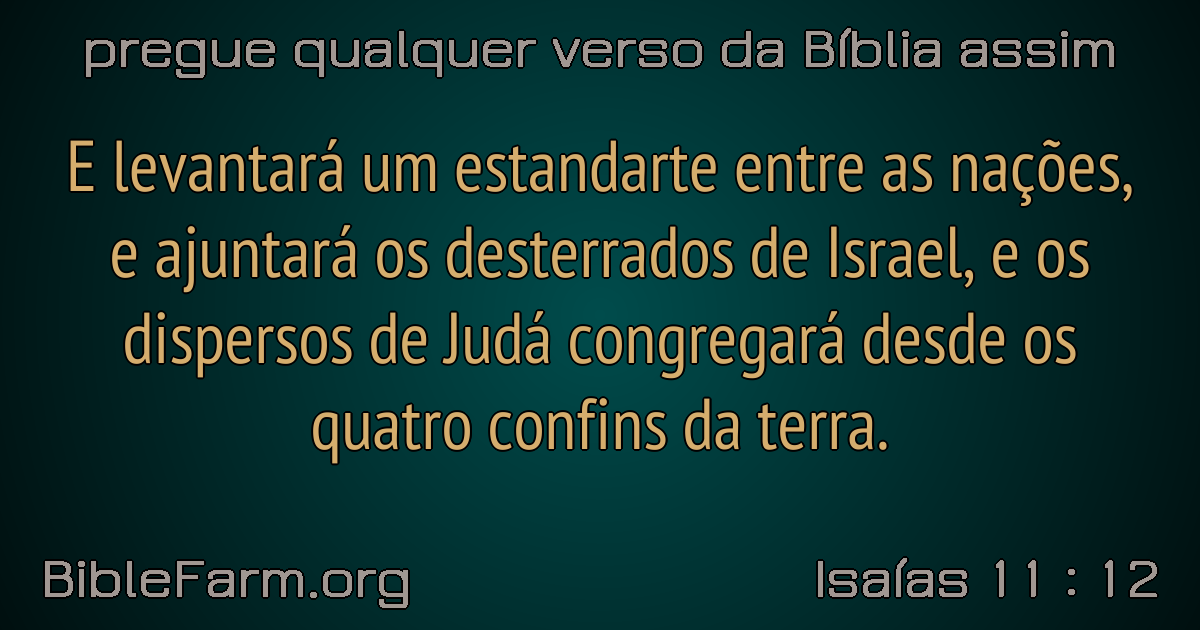 pregue qualquer verso da Bíblia assim
E levantará um estandarte entre as nações,
e ajuntará os desterrados de Israel, e os
dispersos de Judá congregará desde os
quatro confins da terra.
BibleFarm.org
Isaías 11 : 12